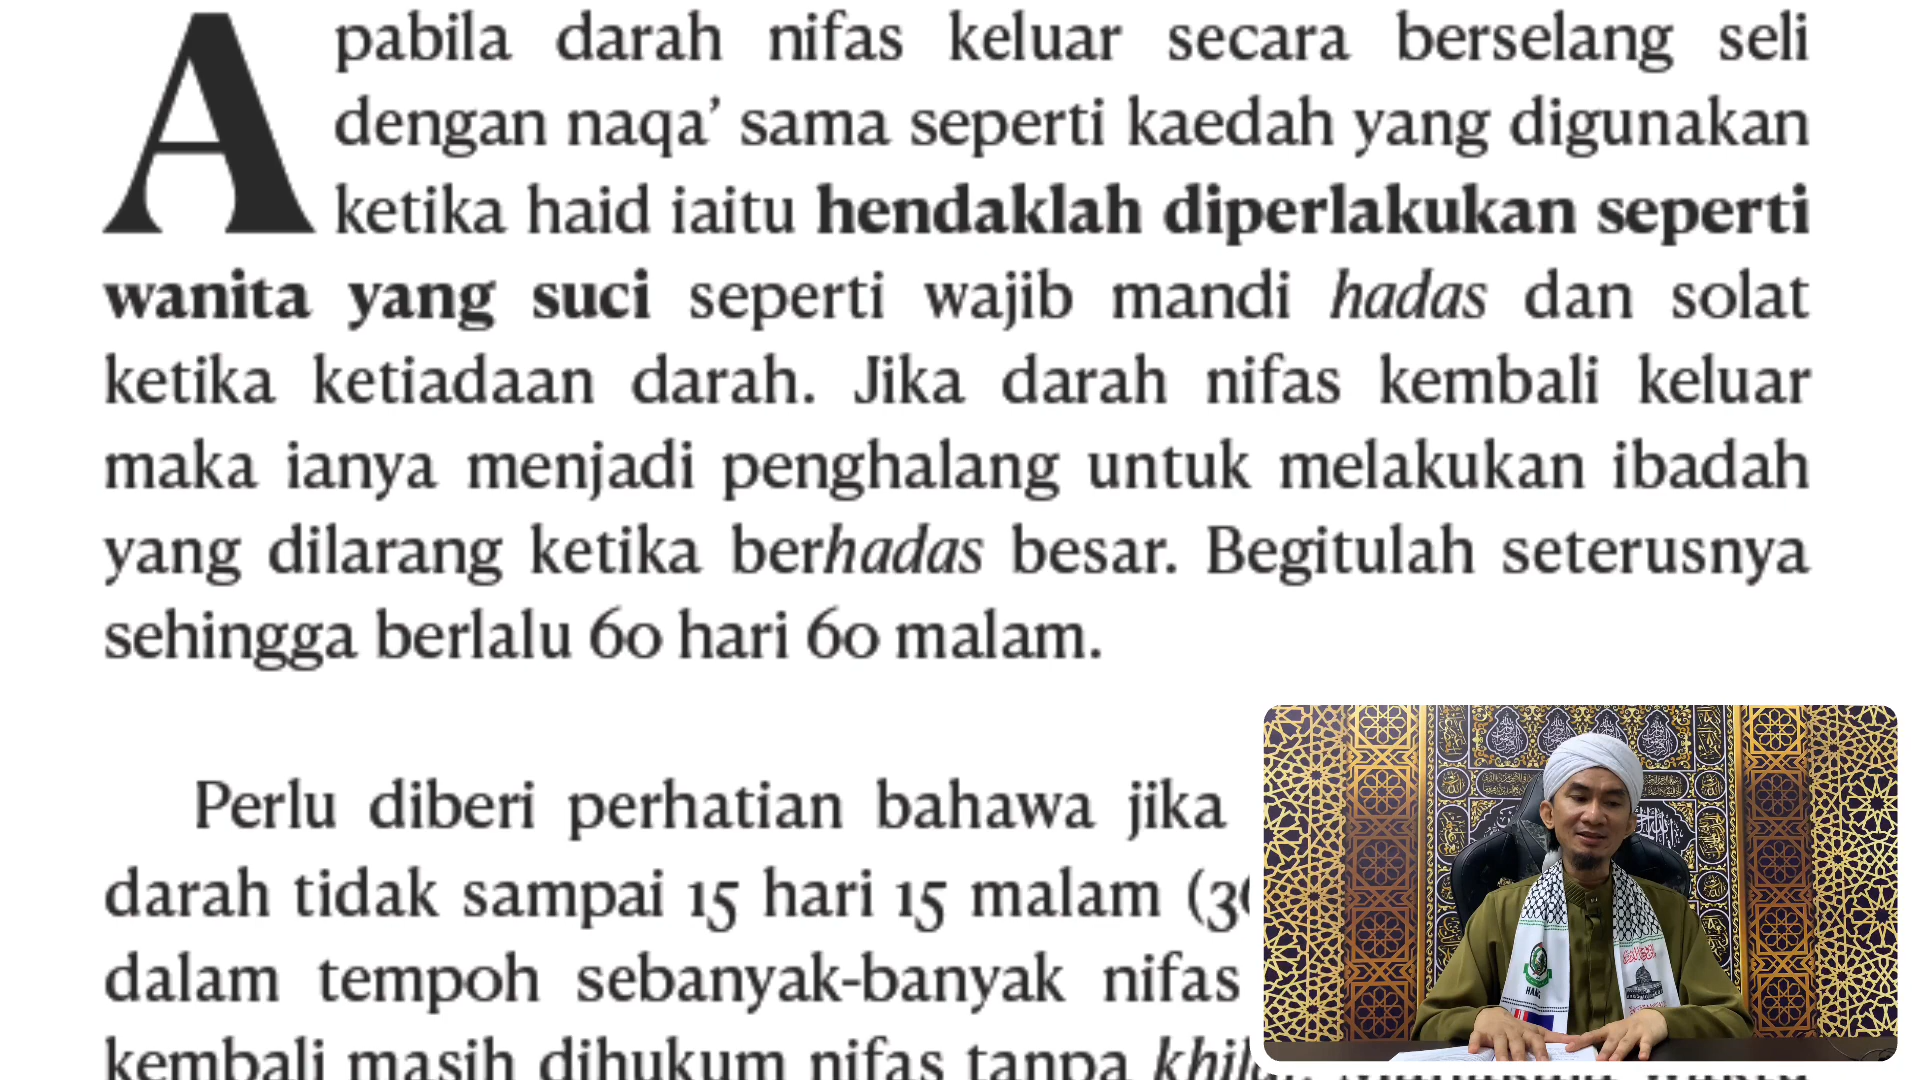 Apabila darah nifas keluar secara berselang seli
dengan naqa’ sama seperti kaedah yang digunakan
ketika haid iaitu hendaklah diperlakukan seperti
wanita yang suci seperti wajib mandi hadas dan solat
ketika ketiadaan darah. Jika darah nifas kembali keluar
maka ianya menjadi penghalang untuk melakukan ibadah
yang dilarang ketika berhadas besar. Begitulah seterusnya
sehingga berlalu 60 hari 60 malam.
Perlu diberi perhatian bahawa jika
darah tidak sampai 15 hari 15 malam (36
dalam tempoh sebanyak-banyak nifas
kembali masih dihukum nifas tanpa